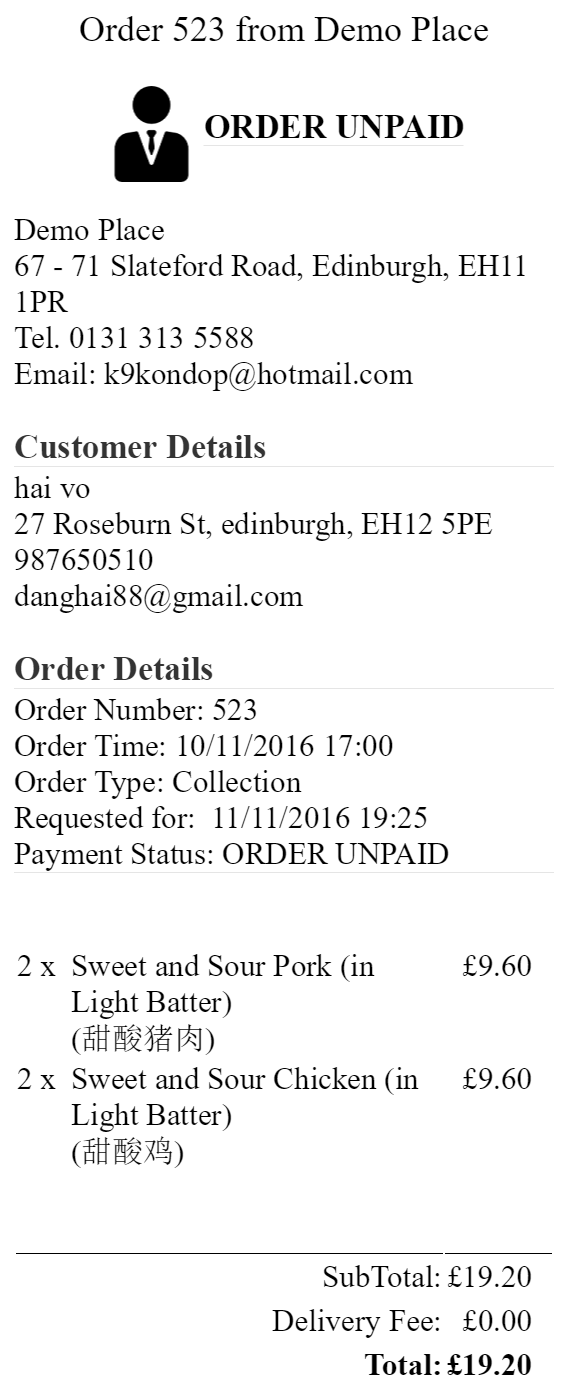 Order 523 from Demo Place
ORDER UNPAID
Demo Place
67 - 71 Slateford Road, Edinburgh, EH11
1PR
Tel. 0131 313 5588
Email: k9kondop@hotmail.com
Customer Details
hai vo
27 Roseburn St, edinburgh, EH12 5PE
987650510
danghai88@gmail.com
Order Details
Order Number: 523
Order Time: 10/11/2016 17:00
Order Type: Collection
Requested for:  11/11/2016 19:25
Payment Status: ORDER UNPAID
2 x Sweet and Sour Pork (in £9.60
Light Batter)
(甜酸猪肉)
2 x Sweet and Sour Chicken (in £9.60
Light Batter)
(甜酸鸡)
SubTotal: £19.20
Delivery Fee: £0.00
Total: £19.20